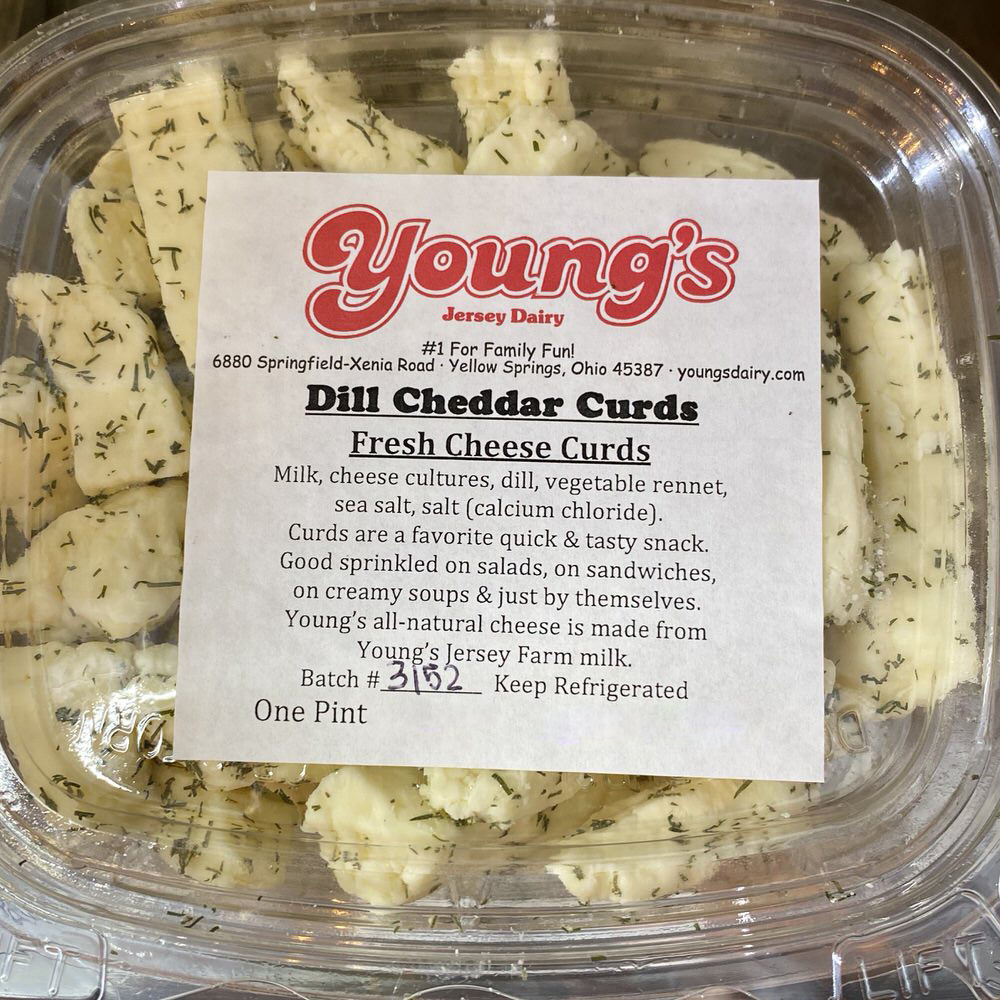 Young's
Jersey Dairy
#1 For Family Fun!
6880 Springfield-Xenia Road · Yellow Springs, Ohio 45387 · youngsdairy.com
Dill Cheddar Curds
Fresh Cheese Curds
Milk, cheese cultures, dill, vegetable rennet,
sea salt, salt (calcium chloride).
Curds are a favorite quick & tasty snack.
Good sprinkled on salads, on sandwiches,
on creamy soups & just by themselves.
Young's all-natural cheese is made from
Young's Jersey Farm milk.
Batch # 3152 Keep Refrigerated
One Pint
LIFT